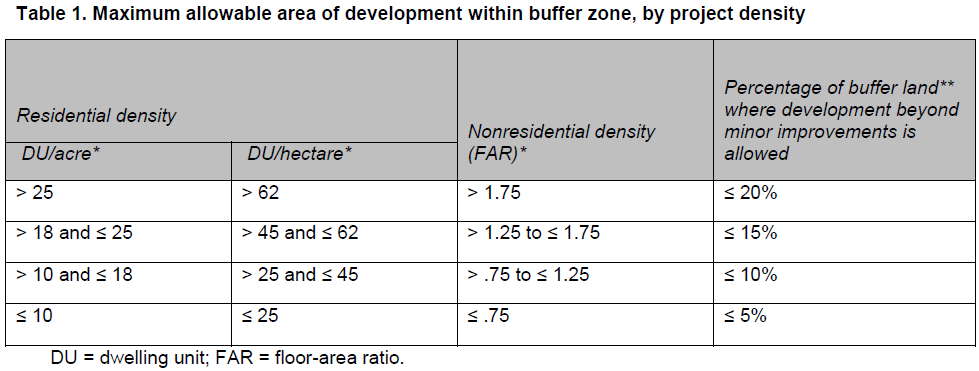 Table 1. Maximum allowable area of development within buffer zone, by project density
Residential density
DU/acre*
DU/hectare*
Nonresidential density
(FAR)*
Percentage of buffer land**
where development beyond
minor improvements is
allowed
> 25
> 62
> 1.75
≤ 20%
> 18 and ≤ 25
> 45 and ≤ 62
> 1.25 to ≤ 1.75
≤ 15%
> 10 and ≤ 18
> 25 and ≤ 45
> .75 to ≤ 1.25
≤ 10%
≤ 10
≤ 25
≤ .75
≤ 5%
DU = dwelling unit; FAR = floor-area ratio.